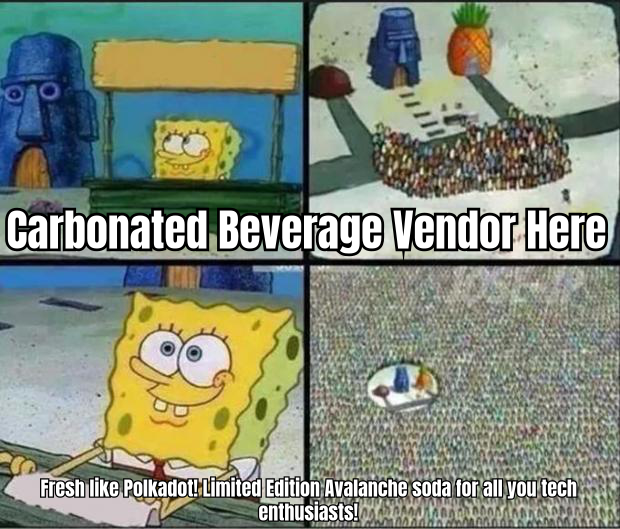 Carbonated Beverage Vendor Here
Fresh like Polkadot! Limited Edition Avalanche soda for all you tech
enthusiasts!